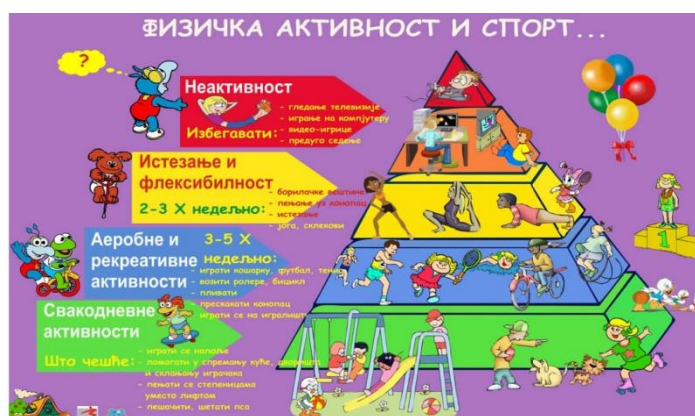 ФИЗИЧКА АКТИВНОСТ И СПОРТ...
?
Неактивност
Избегавати:
- гледање телевизије
- играње на компјутеру
- видео-игрице
- предуго седење
Истезање и
флексибилност
2-3 X недељно:
- борилачке вештине
- пењање уз конопац
- истезање
- јога, склекови
Аеробне и
рекреативне
активности
3-5 X
недељно:
- играти кошарку, фудбал, тенис
- возити ролере, бицикл
- пливати
- прескакати конопац
- играти се на игралишту
Свакодневне
активности
Што чешће:
- играти се напоље
- помагати у спремању куће, дворишта
и склањању играчака
- пењати се степеницама
уместо лифтом
- пешачити, шетати пса
1